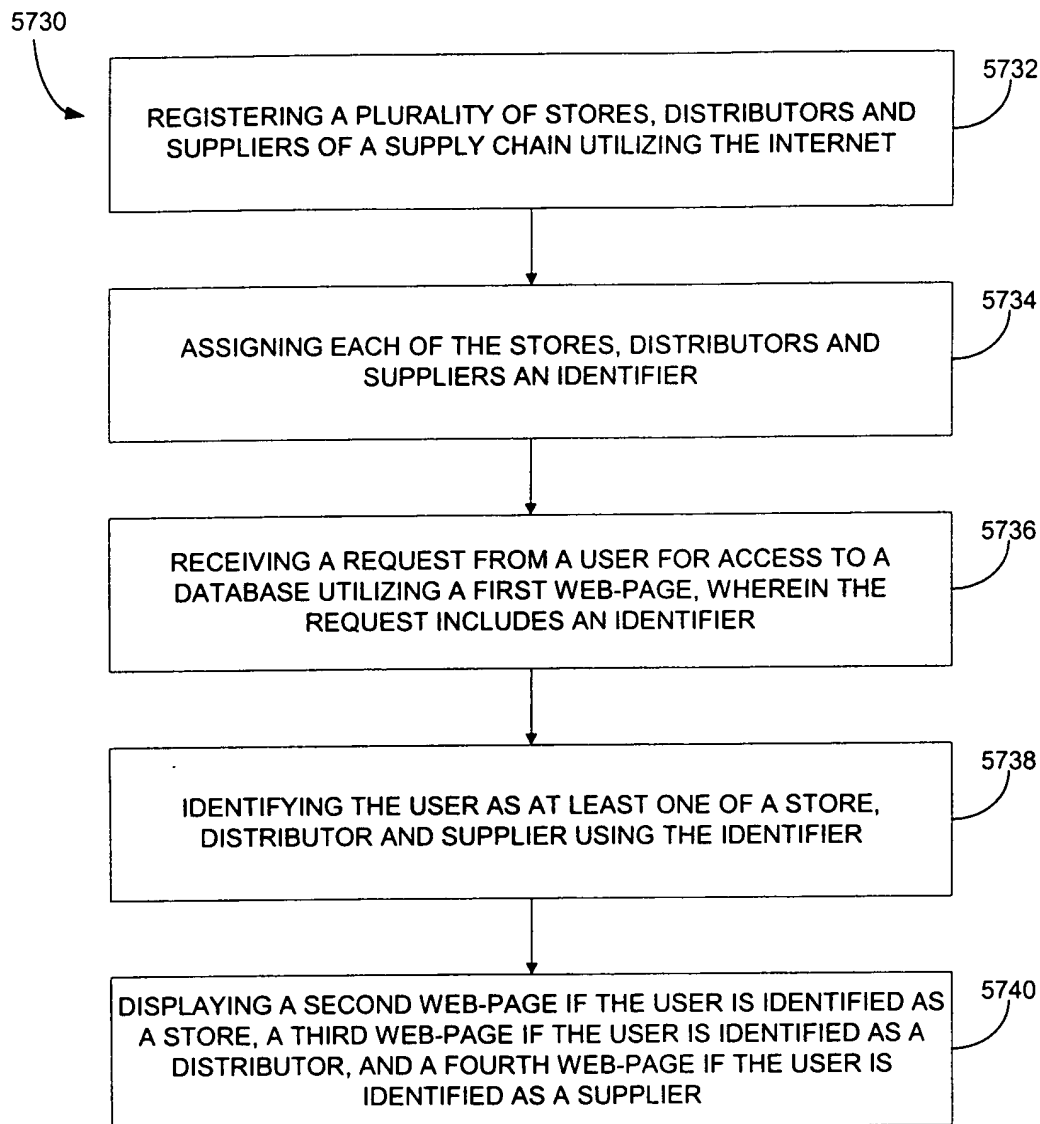 5730
5732
REGISTERING A PLURALITY OF STORES, DISTRIBUTORS AND
SUPPLIERS OF A SUPPLY CHAIN UTILIZING THE INTERNET
5734
ASSIGNING EACH OF THE STORES, DISTRIBUTORS AND
SUPPLIERS AN IDENTIFIER
5736
RECEIVING A REQUEST FROM A USER FOR ACCESS TO A
DATABASE UTILIZING A FIRST WEB-PAGE, WHEREIN THE
REQUEST INCLUDES AN IDENTIFIER
5738
IDENTIFYING THE USER AS AT LEAST ONE OF A STORE,
DISTRIBUTOR AND SUPPLIER USING THE IDENTIFIER
5740
DISPLAYING A SECOND WEB-PAGE IF THE USER IS IDENTIFIED AS
A STORE, A THIRD WEB-PAGE IF THE USER IS IDENTIFIED AS A
DISTRIBUTOR, AND A FOURTH WEB-PAGE IF THE USER IS
IDENTIFIED AS A SUPPLIER